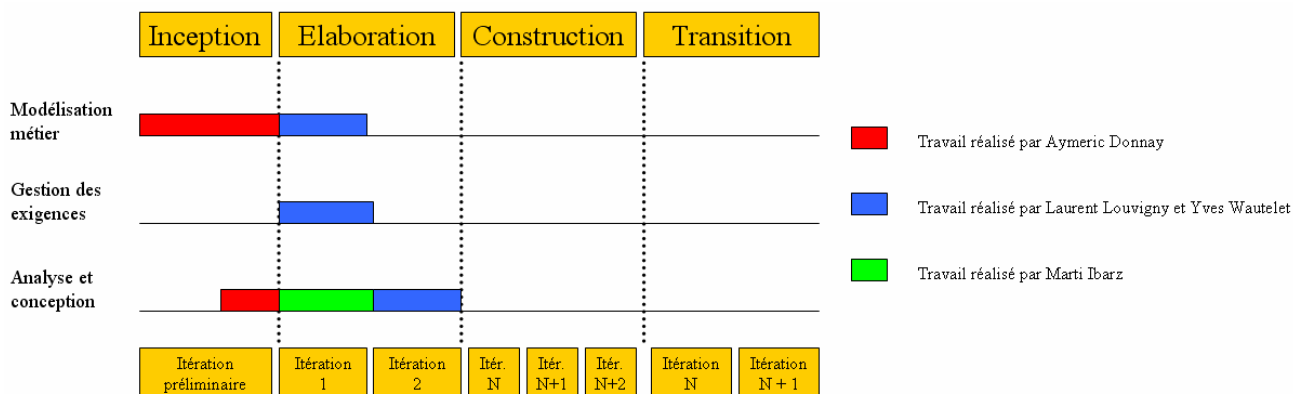 Inception
Elaboration
Construction
Transition
Modélisation
métier
Gestion des
exigences
Analyse et
conception
Travail réalisé par Aymeric Donnay
Travail réalisé par Laurent Louvigny et Yves Wautelet
Travail réalisé par Marti Ibarz
Itération
préliminaire
Itération
1
Itération
2
Itér.
N
Itér.
N+1
Itér.
N+2
Itération
N
Itération
N + 1